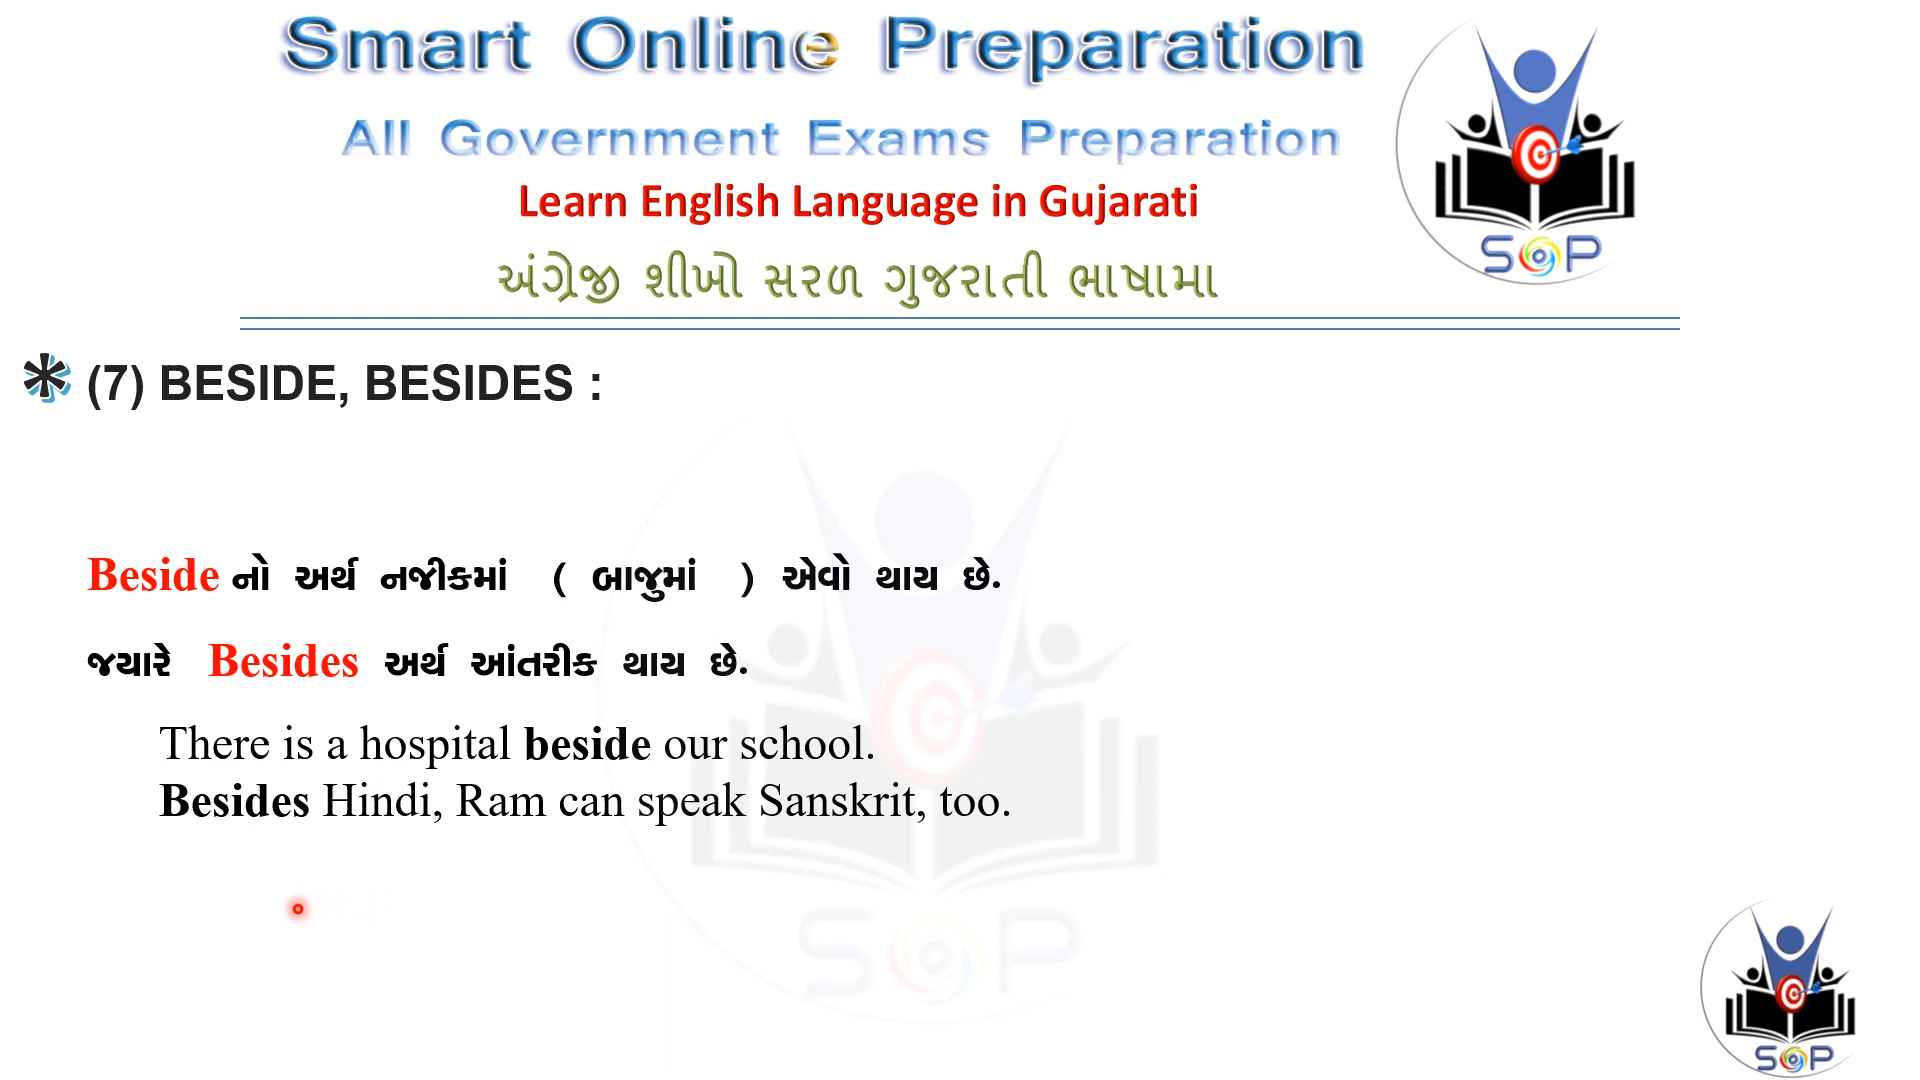 Smart Online Preparation
All Government Exams Preparation
Learn English Language in Gujarati
અંગ્રેજી શીખો સરળ ગુજરાતી ભાષામા
SOP
* (7) BESIDE, BESIDES :
Beside નો અર્થ નજીકમાં ( બાજુમાં ) એવો થાય છે.
જયારે Besides અર્થ આંતરીક થાય છે.
There is a hospital beside our school.
Besides Hindi, Ram can speak Sanskrit, too.
SOP
SOP